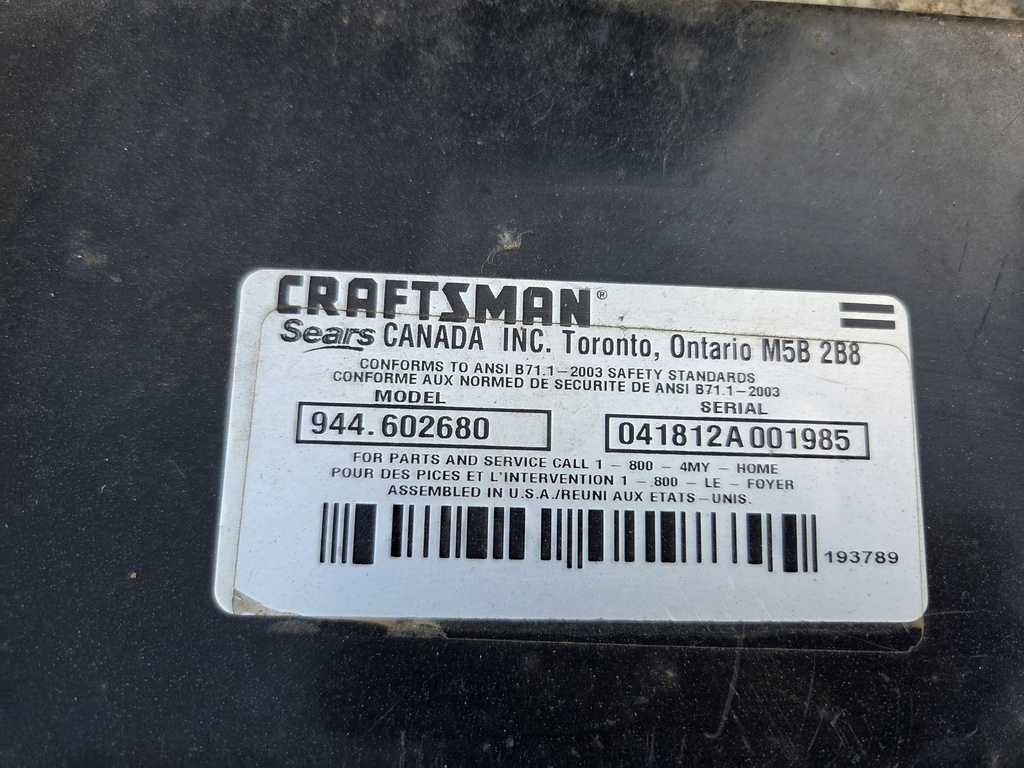 CRAFTSMAN®
Sears CANADA INC. Toronto, Ontario M5B 2B8
CONFORMS TO ANSI B71.1-2003 SAFETY STANDARDS
CONFORME AUX NORMED DE SECURITE DE ANSI B71.1-2003
MODEL SERIAL
944.602680 041812A001985
FOR PARTS AND SERVICE CALL 1 - 800 - 4MY - HOME
POUR DES PICES ET L'INTERVENTION 1 - 800 - LE - FOYER
ASSEMBLED IN U.S.A./REUNI AUX ETATS-UNIS.
193789